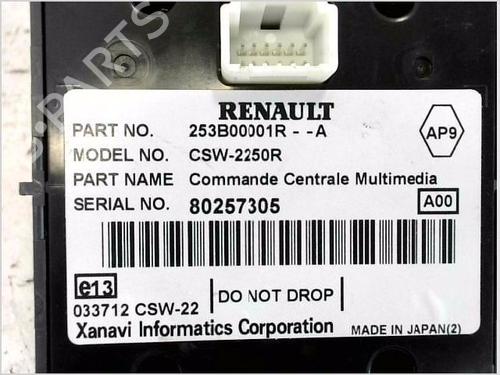 B-PARTS
RENAULT
PART NO. 253B00001R - -A
AP9
MODEL NO. CSW-2250R
PART NAME Commande Centrale Multimedia
SERIAL NO. 80257305 A00
e13
033712 CSW-22 DO NOT DROP
Xanavi Informatics Corporation MADE IN JAPAN(2)